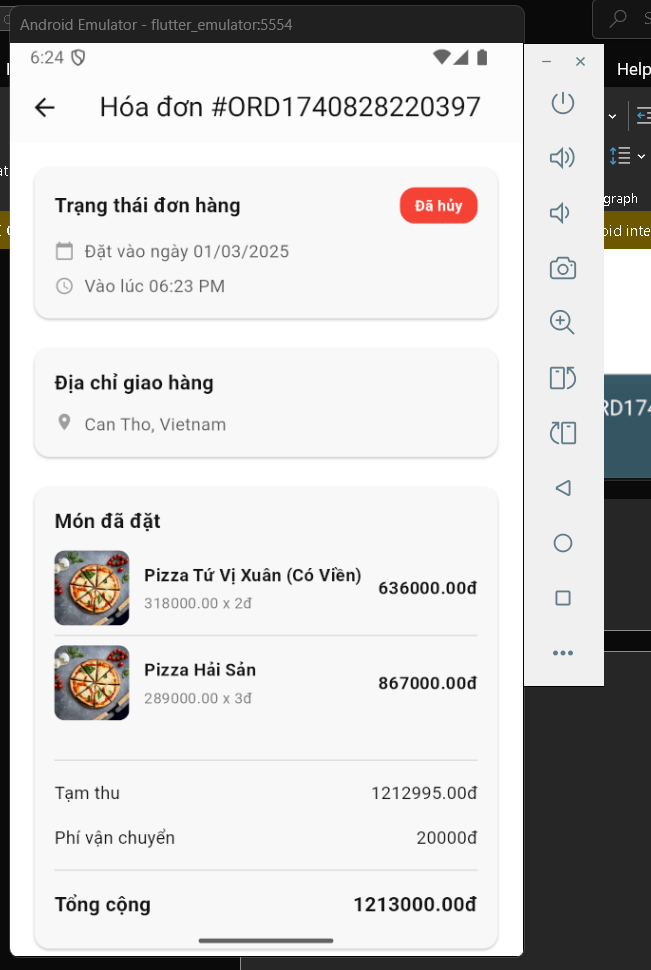 Android Emulator - flutter_emulator:5554
6:24
Help
Hóa đơn #ORD1740828220397
Trạng thái đơn hàng
Đã hủy
Đặt vào ngày 01/03/2025
Vào lúc 06:23 PM
graph
Địa chỉ giao hàng
Can Tho, Vietnam
Món đã đặt
Pizza Tứ Vị Xuân (Có Viền)
636000.00đ
318000.00 x 2đ
Pizza Hải Sản
867000.00đ
289000.00 x 3đ
Tạm thu
1212995.00đ
Phí vận chuyển
20000đ
Tổng cộng
1213000.00đ